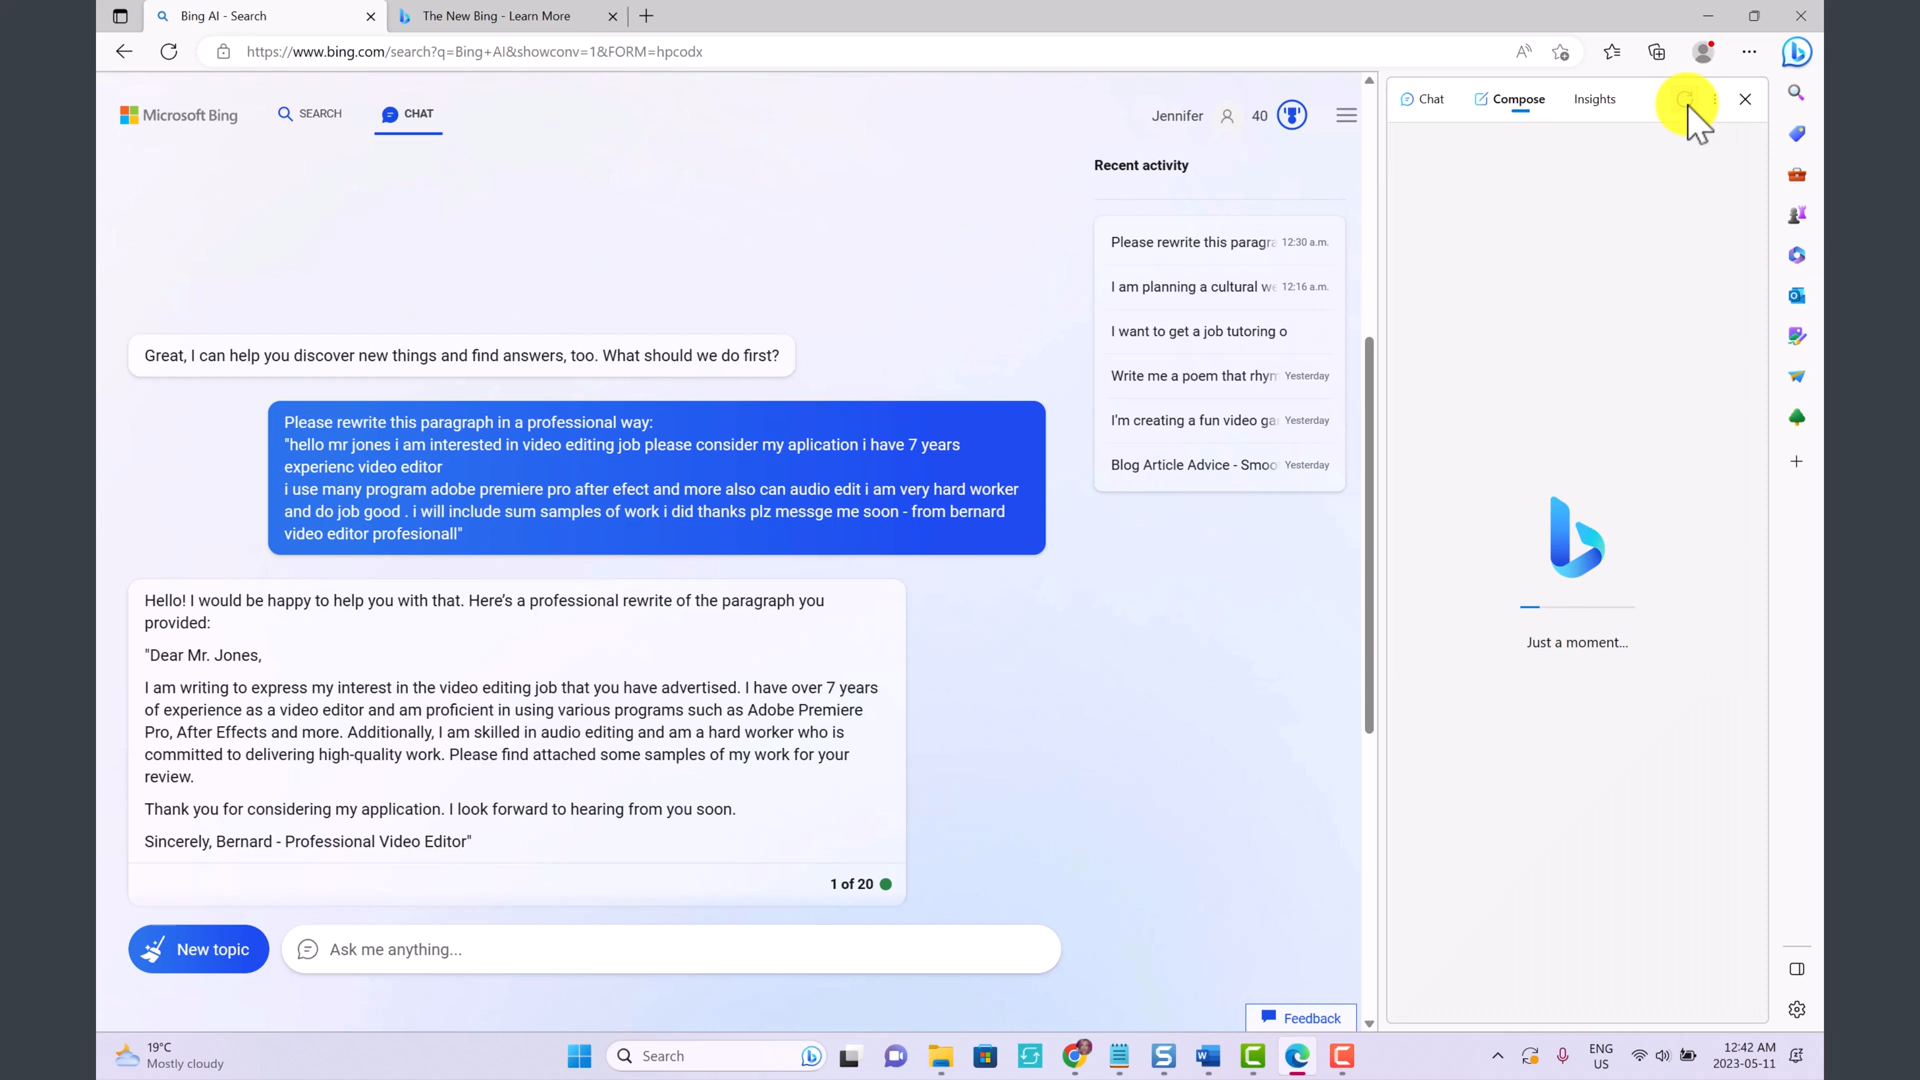 Bing AI - Search
The New Bing - Learn More
https://www.bing.com/search?q=Bing+AI&showconv=1&FORM=hpcodx
Microsoft Bing
SEARCH
CHAT
Jennifer
40
Recent activity
Please rewrite this paragra 12:30 a.m.
I am planning a cultural we 12:16 a.m.
I want to get a job tutoring o
Write me a poem that rhym Yesterday
I'm creating a fun video ga Yesterday
Blog Article Advice - Smoo Yesterday
Great, I can help you discover new things and find answers, too. What should we do first?
Please rewrite this paragraph in a professional way:
"hello mr jones i am interested in video editing job please consider my aplication i have 7 years
experienc video editor
i use many program adobe premiere pro after efect and more also can audio edit i am very hard worker
and do job good . i will include sum samples of work i did thanks plz messge me soon - from bernard
video editor profesionall"
Hello! I would be happy to help you with that. Here's a professional rewrite of the paragraph you
provided:
"Dear Mr. Jones,
I am writing to express my interest in the video editing job that you have advertised. I have over 7 years
of experience as a video editor and am proficient in using various programs such as Adobe Premiere
Pro, After Effects and more. Additionally, I am skilled in audio editing and am a hard worker who is
committed to delivering high-quality work. Please find attached some samples of my work for your
review.
Thank you for considering my application. I look forward to hearing from you soon.
Sincerely, Bernard - Professional Video Editor"
1 of 20
New topic
Ask me anything...
Feedback
Chat
Compose
Insights
Just a moment...
19°C
Mostly cloudy
Search
ENG
US
12:42 AM
2023-05-11